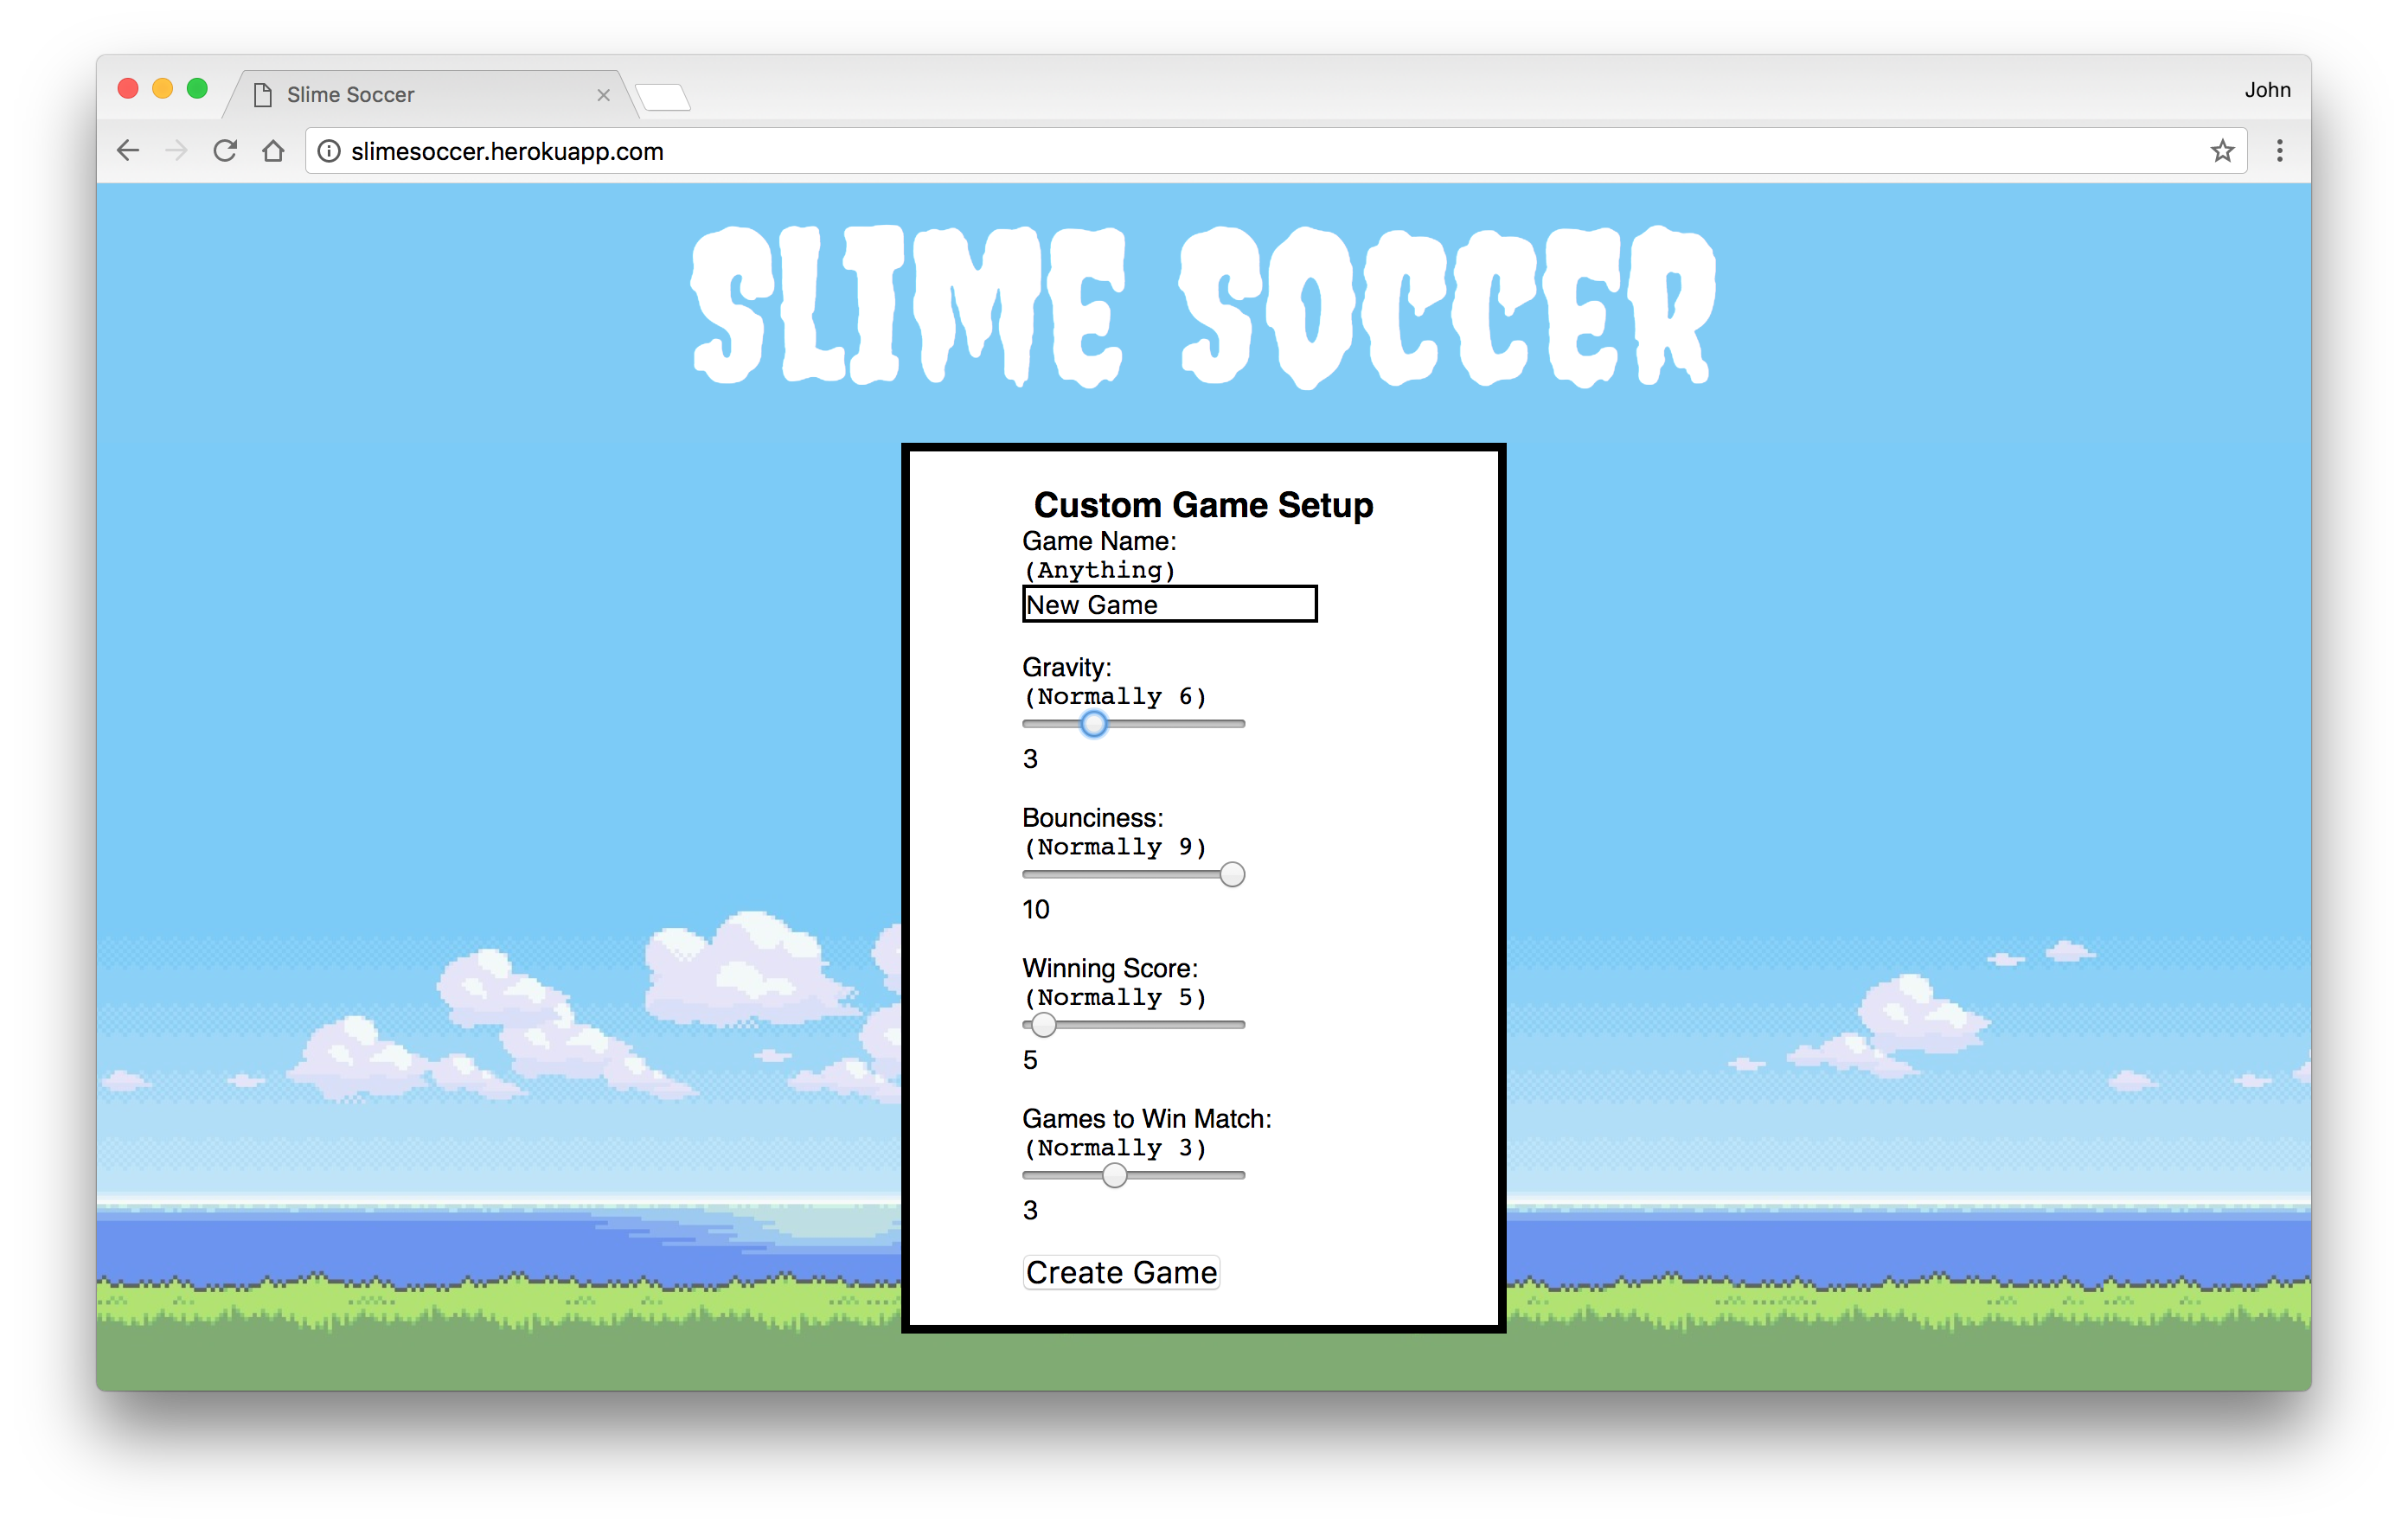 Slime Soccer
John
slimesoccer.herokuapp.com
SLIME SOCCER
Custom Game Setup
Game Name:
(Anything)
New Game
Gravity:
(Normally 6)
3
Bounciness:
(Normally 9)
10
Winning Score:
(Normally 5)
5
Games to Win Match:
(Normally 3)
3
Create Game